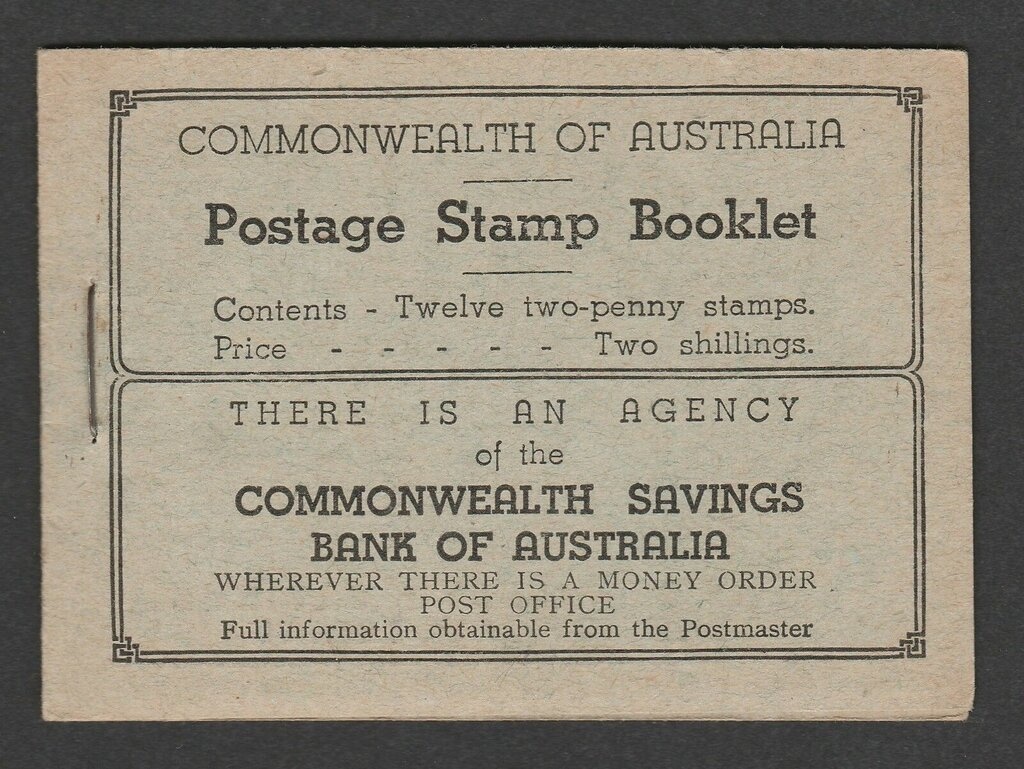 COMMONWEALTH OF AUSTRALIA
Postage Stamp Booklet
Contents - Twelve two-penny stamps.
Price - - - - - Two shillings.
THERE IS AN AGENCY
of the
COMMONWEALTH SAVINGS
BANK OF AUSTRALIA
WHEREVER THERE IS A MONEY ORDER
POST OFFICE
Full information obtainable from the Postmaster